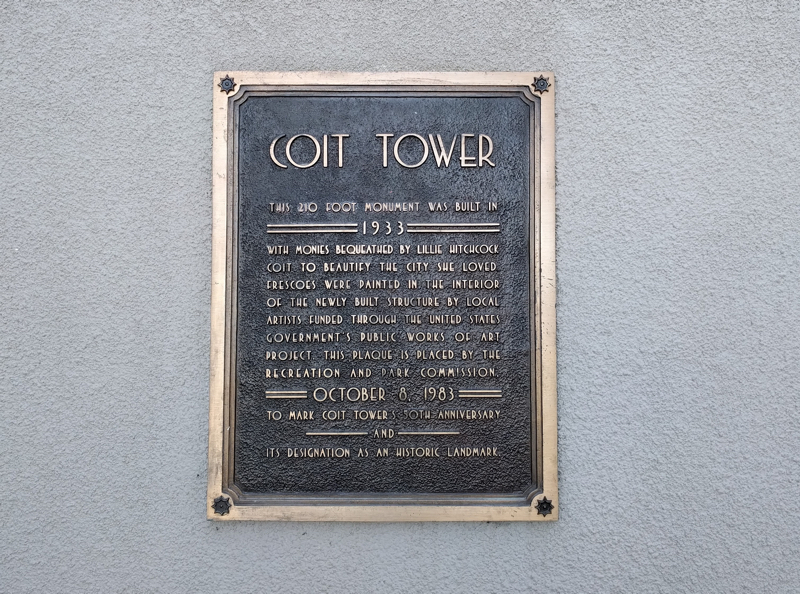 COIT TOWER
THIS 210 FOOT MONUMENT WAS BUILT IN
1933
WITH MONIES BEQUEATHED BY LILLIE HITCHCOCK
COIT TO BEAUTIFY THE CITY SHE LOVED.
FRESCOES WERE PAINTED IN THE INTERIOR
OF THE NEWLY BUILT STRUCTURE BY LOCAL
ARTISTS FUNDED THROUGH THE UNITED STATES
GOVERNMENT'S PUBLIC WORKS OF ART
PROJECT. THIS PLAQUE IS PLACED BY THE
RECREATION AND PARK COMMISSION,
OCTOBER 8, 1983
TO MARK COIT TOWER'S 50TH ANNIVERSARY
AND
ITS DESIGNATION AS AN HISTORIC LANDMARK.